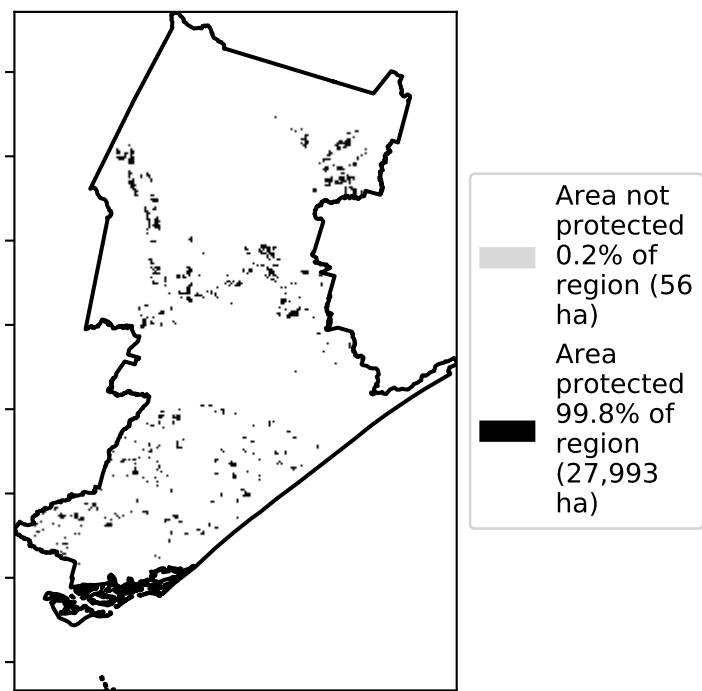 Area not
protected
0.2% of
region (56
ha)
Area
protected
99.8% of
region
(27,993
ha)